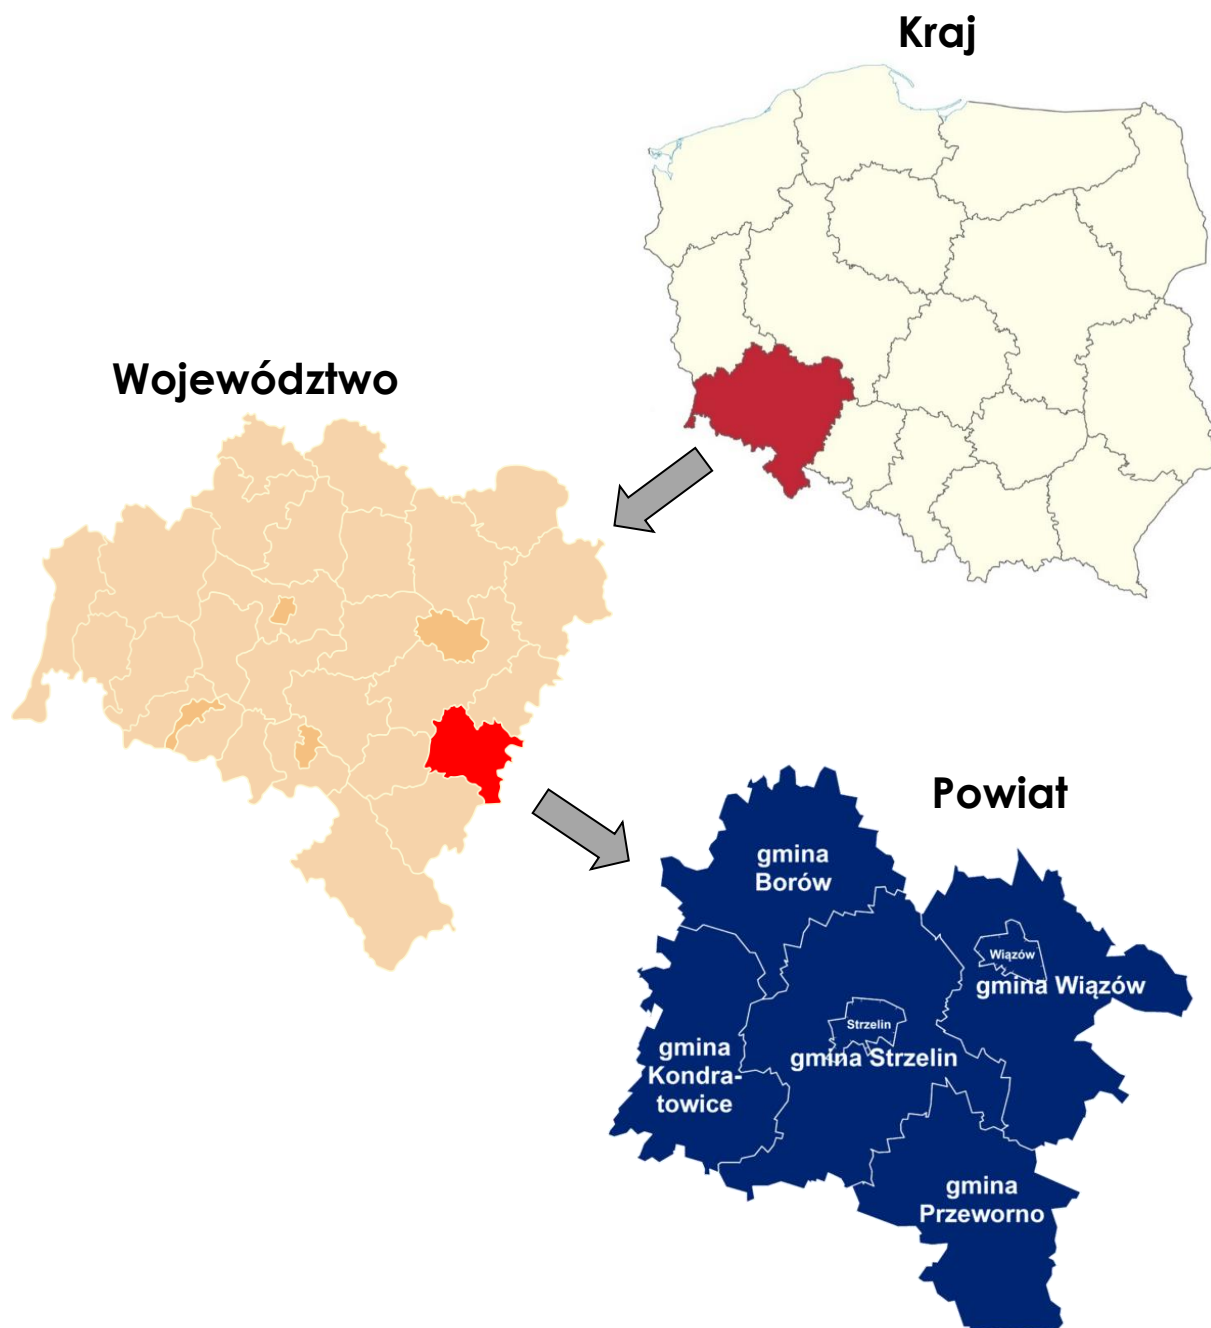 Kraj
Województwo
Powiat
gmina
Borów
Wiązów
gmina Wiązów
Strzelin
gmina Strzelin
gmina
Kondra-
towice
gmina
Przeworno